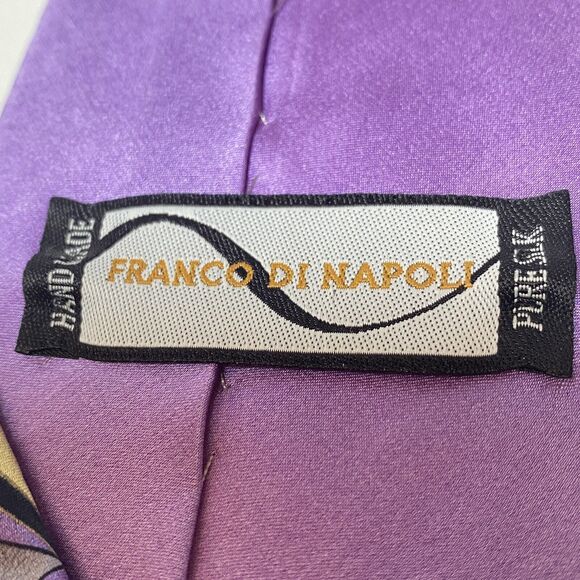 HAND MADE
FRANCO DI NAPOLI
PURE SILK